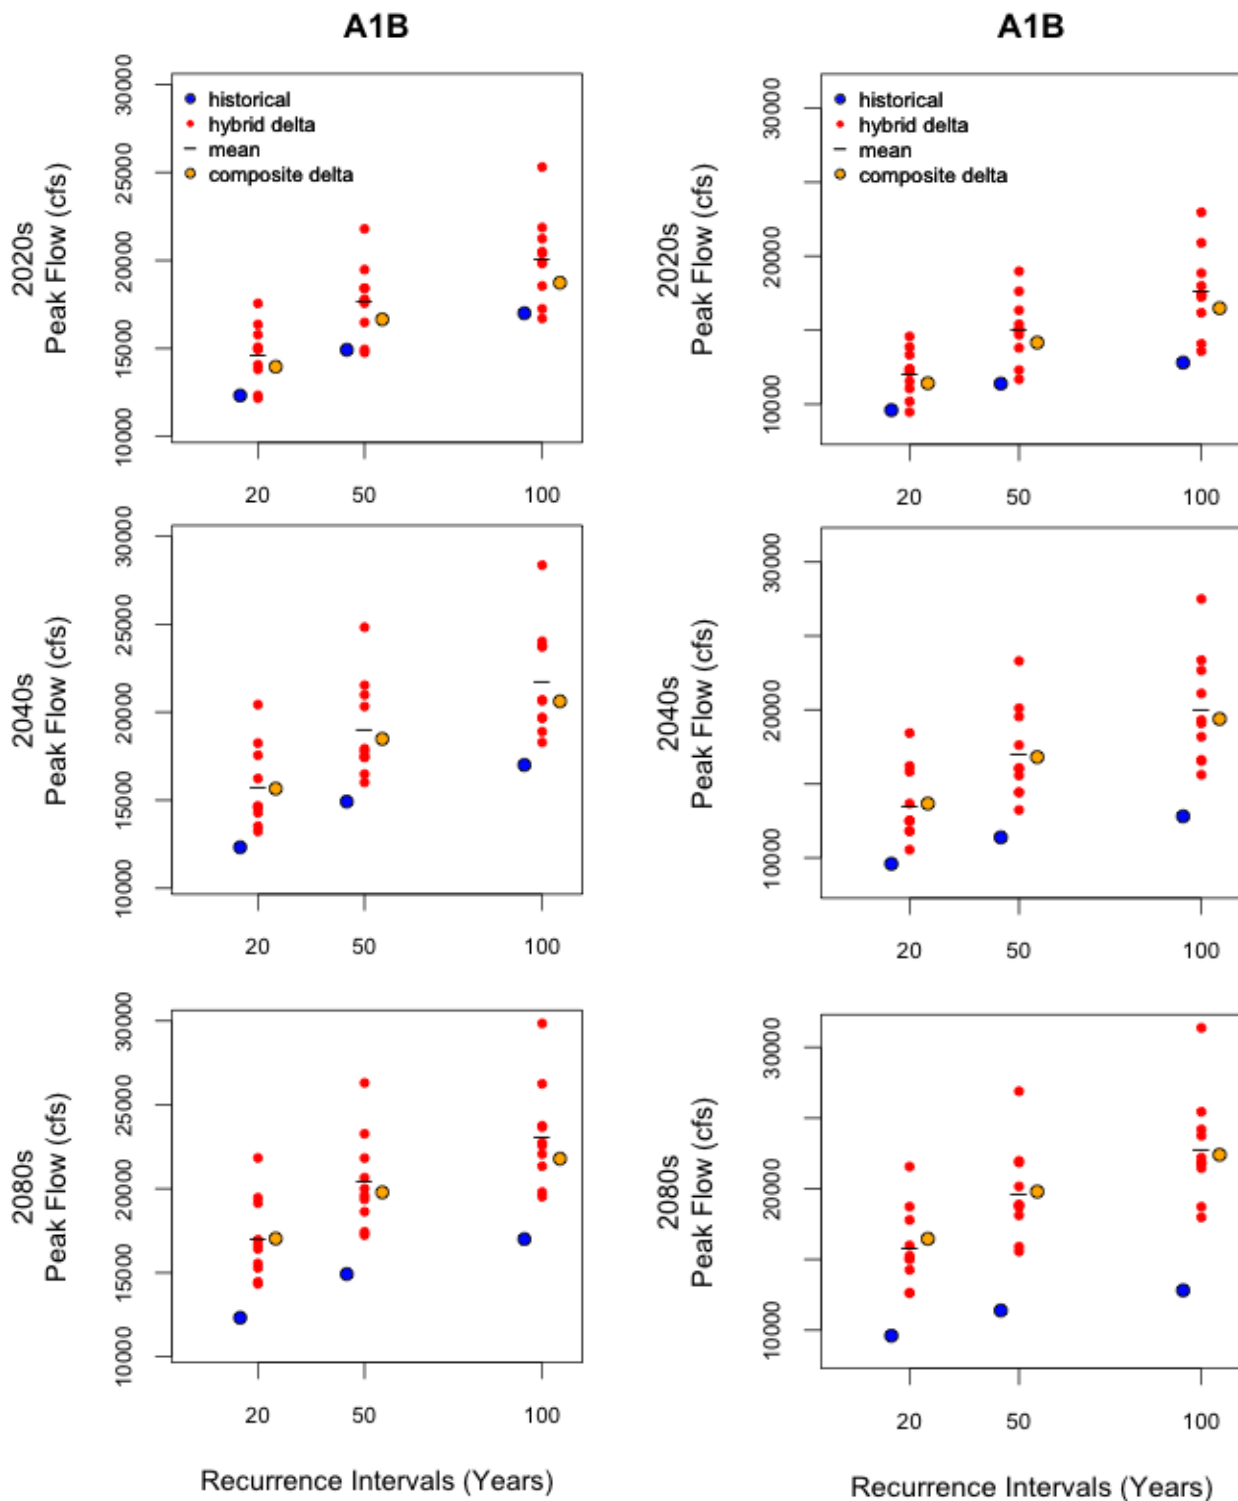 A1B
A1B
2020s
Peak Flow (cfs)
30000
25000
20000
15000
10000
historical
hybrid delta
mean
composite delta
20
50
100
2020s
Peak Flow (cfs)
30000
20000
10000
historical
hybrid delta
mean
composite delta
20
50
100
2040s
Peak Flow (cfs)
30000
25000
20000
15000
10000
20
50
100
2040s
Peak Flow (cfs)
30000
20000
10000
20
50
100
2080s
Peak Flow (cfs)
30000
25000
20000
15000
10000
20
50
100
Recurrence Intervals (Years)
2080s
Peak Flow (cfs)
30000
20000
10000
20
50
100
Recurrence Intervals (Years)